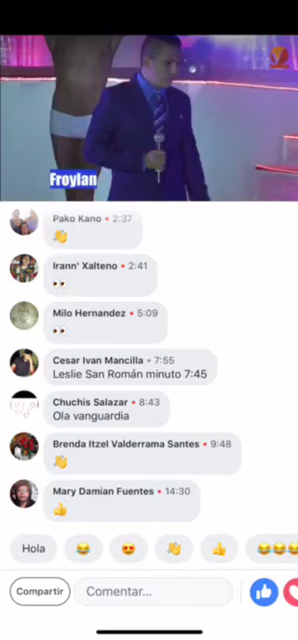 Froylan
Pako Kano • 2:37
👋
Irann' Xalteno • 2:41
👀
Milo Hernandez • 5:09
👀
Cesar Ivan Mancilla • 7:55
Leslie San Román minuto 7:45
Chuchis Salazar • 8:43
Ola vanguardia
Brenda Itzel Valderrama Santes • 9:48
👋
Mary Damian Fuentes • 14:30
👍
Hola 😂 😍 👋 👍 😂😂😂
Compartir Comentar...